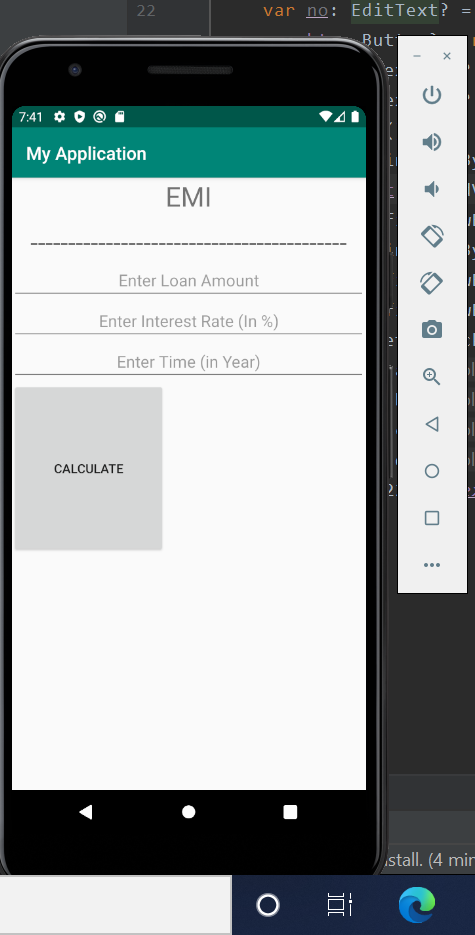 22 var no: EditText? =
7:41
My Application
EMI
-------------------------------------------
Enter Loan Amount
Enter Interest Rate (In %)
Enter Time (in Year)
CALCULATE
stall. (4 min